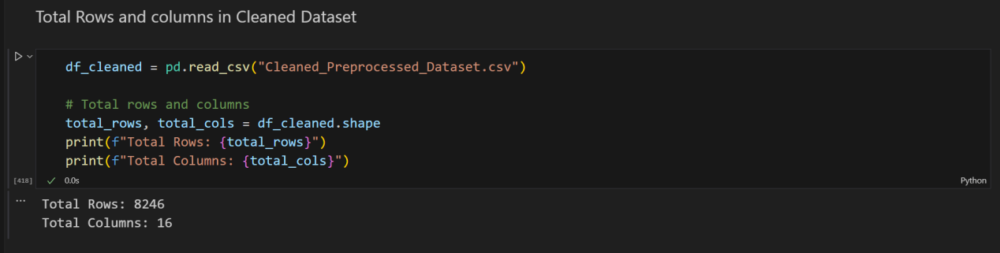 Total Rows and columns in Cleaned Dataset
df_cleaned = pd.read_csv("Cleaned_Preprocessed_Dataset.csv")
# Total rows and columns
total_rows, total_cols = df_cleaned.shape
print(f"Total Rows: {total_rows}")
print(f"Total Columns: {total_cols}")
[418] 0.0s Python
... Total Rows: 8246
Total Columns: 16